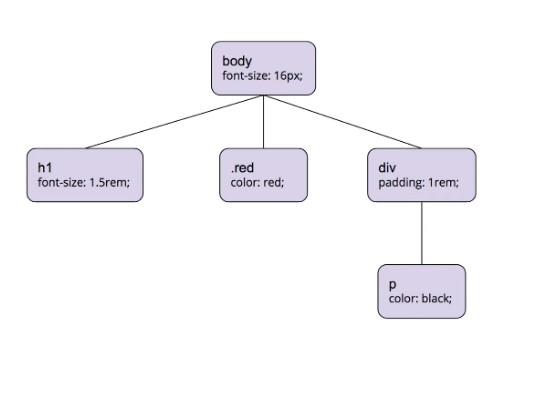 body
font-size: 16px;
h1
font-size: 1.5rem;
.red
color: red;
div
padding: 1rem;
p
color: black;